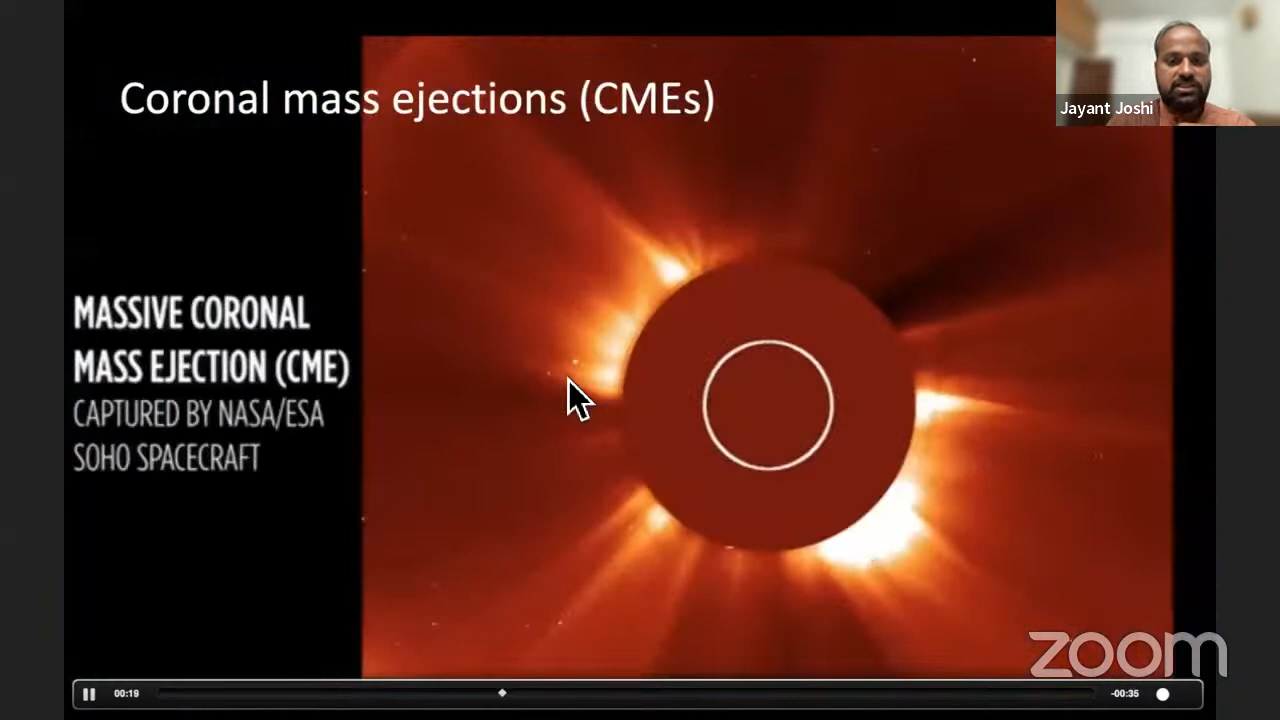 Coronal mass ejections (CMEs)
Jayant Joshi
MASSIVE CORONAL
MASS EJECTION (CME)
CAPTURED BY NASA/ESA
SOHO SPACECRAFT
zoom
00:19
-00:35